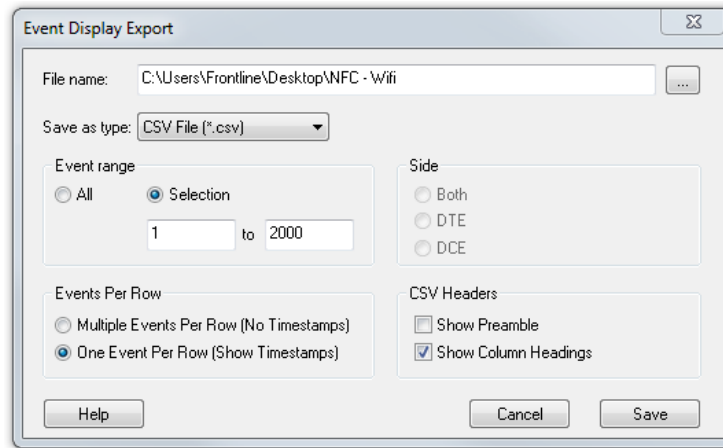 Event Display Export
File name: C:\Users\Frontline\Desktop\NFC - Wifi ...
Save as type: CSV File (*.csv)
Event range
All Selection
1 to 2000
Side
Both
DTE
DCE
Events Per Row
Multiple Events Per Row (No Timestamps)
One Event Per Row (Show Timestamps)
CSV Headers
Show Preamble
Show Column Headings
Help Cancel Save